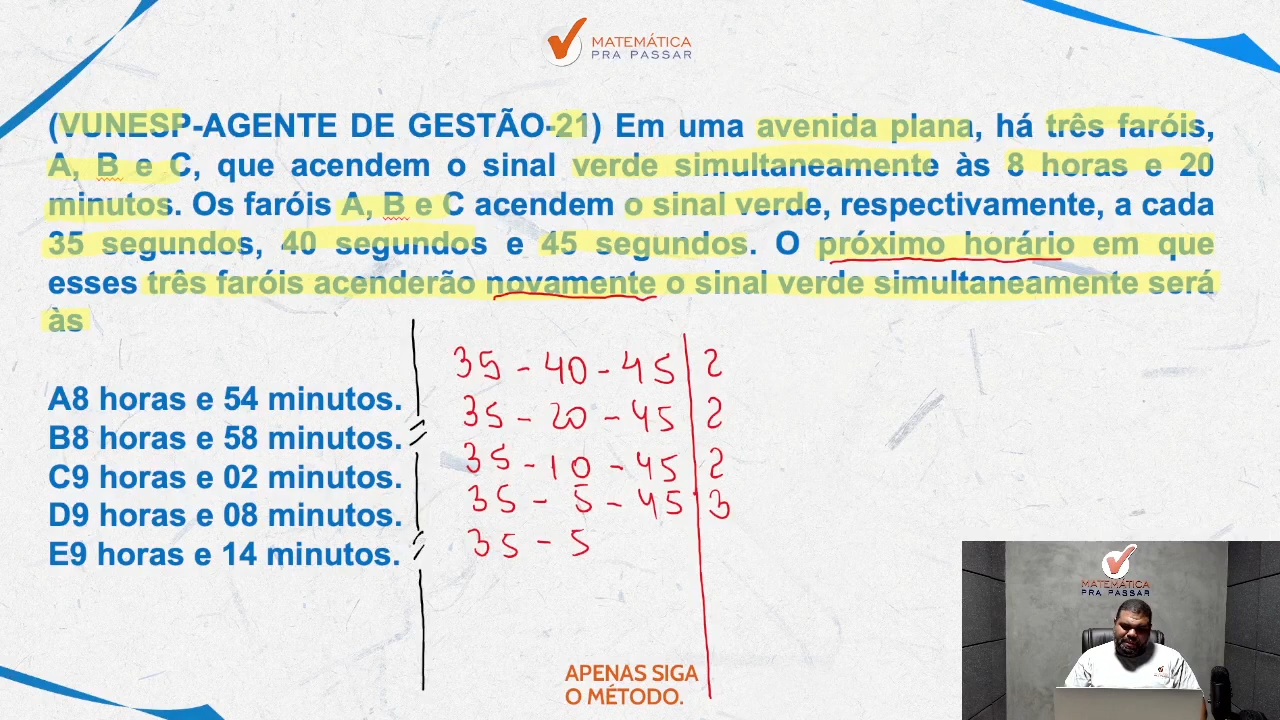 MATEMÁTICA
PRA PASSAR
(VUNESP-AGENTE DE GESTÃO-21) Em uma avenida plana, há três faróis,
A, B e C, que acendem o sinal verde simultaneamente às 8 horas e 20
minutos. Os faróis A, B e C acendem o sinal verde, respectivamente, a cada
35 segundos, 40 segundos e 45 segundos. O próximo horário em que
esses três faróis acenderão novamente o sinal verde simultaneamente será
às
A8 horas e 54 minutos.
B8 horas e 58 minutos.
C9 horas e 02 minutos.
D9 horas e 08 minutos.
E9 horas e 14 minutos.
35 - 40 - 45 | 2
35 - 20 - 45 | 2
35 - 10 - 45 | 2
35 - 5 - 45 | 3
35 - 5
APENAS SIGA
O MÉTODO.
MATEMÁTICA
PRA PASSAR